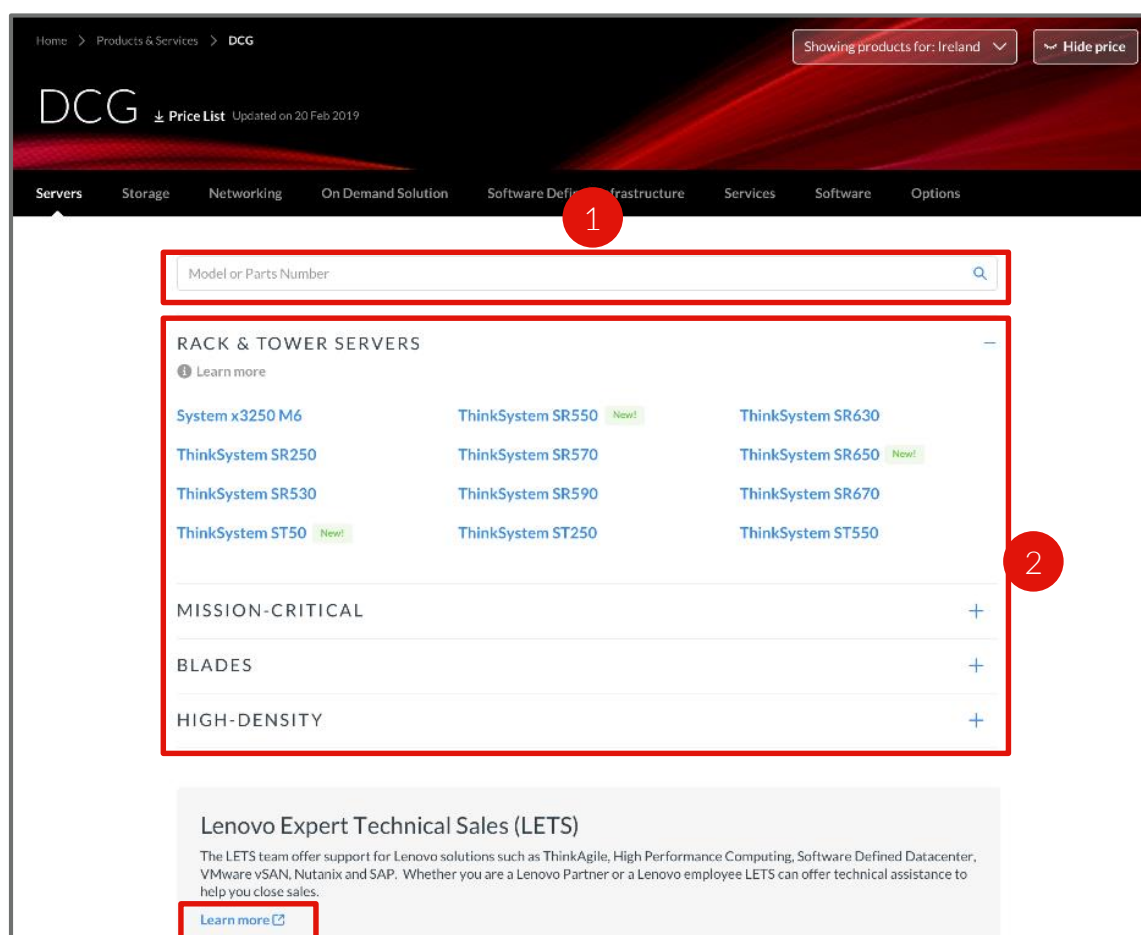 Home > Products & Services > DCG
Showing products for: Ireland
Hide price
DCG Price List Updated on 20 Feb 2019
Servers Storage Networking On Demand Solution Software Defin frastructure Services Software Options
1
Model or Parts Number
RACK & TOWER SERVERS
Learn more
System x3250 M6 ThinkSystem SR550 New! ThinkSystem SR630
ThinkSystem SR250 ThinkSystem SR570 ThinkSystem SR650 New!
ThinkSystem SR530 ThinkSystem SR590 ThinkSystem SR670
ThinkSystem ST50 New! ThinkSystem ST250 ThinkSystem ST550
2
MISSION-CRITICAL
BLADES
HIGH-DENSITY
Lenovo Expert Technical Sales (LETS)
The LETS team offer support for Lenovo solutions such as ThinkAgile, High Performance Computing, Software Defined Datacenter,
VMware vSAN, Nutanix and SAP. Whether you are a Lenovo Partner or a Lenovo employee LETS can offer technical assistance to
help you close sales.
Learn more